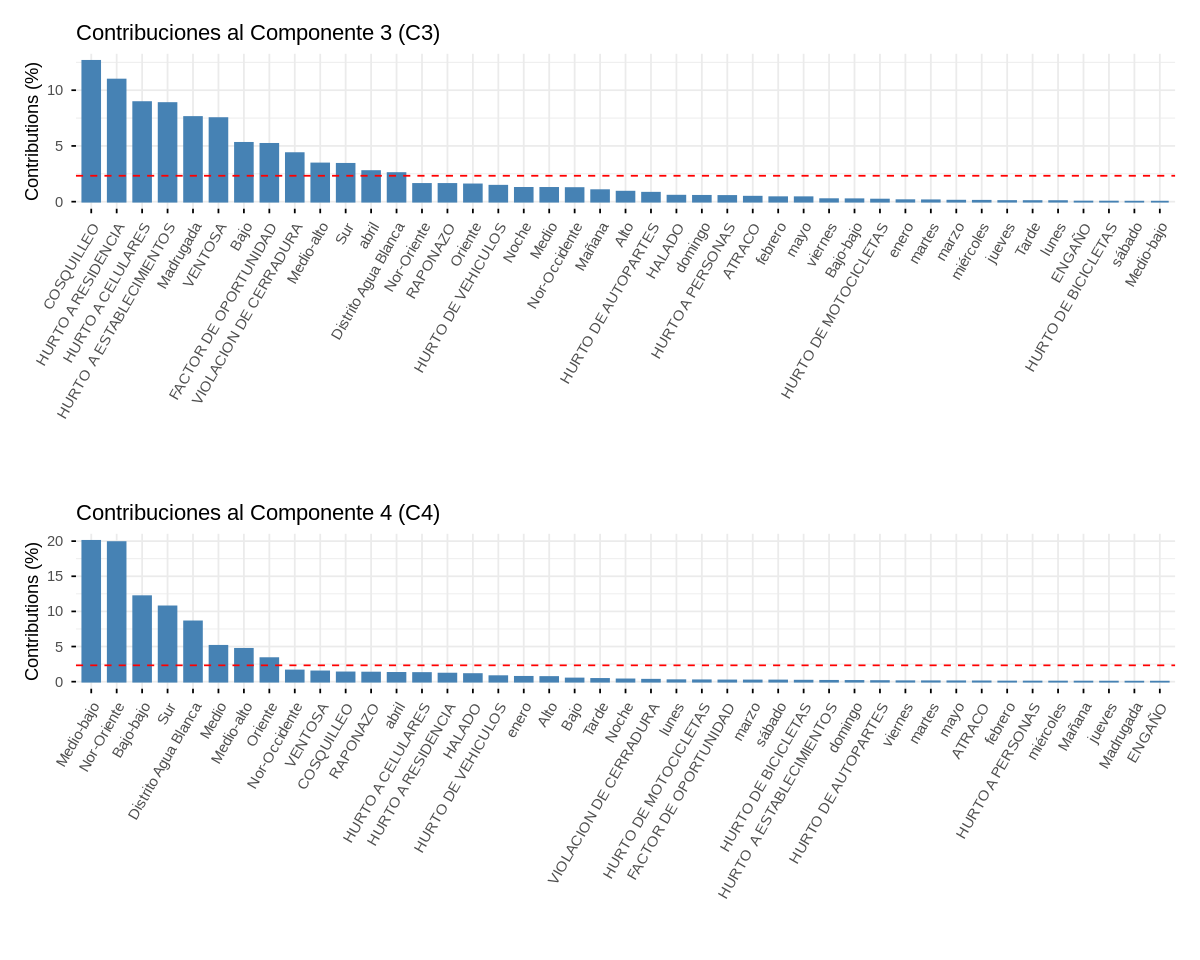 Contribuciones al Componente 3 (C3)
Contributions (%)
10
5
0
COSQUILLEO
HURTO A RESIDENCIA
HURTO A CELULARES
HURTO  A ESTABLECIMIENTOS
Madrugada
VENTOSA
Bajo
FACTOR DE OPORTUNIDAD
VIOLACION DE CERRADURA
Medio-alto
Sur
abril
Distrito Agua Blanca
Nor-Oriente
RAPONAZO
Oriente
HURTO DE VEHICULOS
Noche
Medio
Nor-Occidente
Mañana
Alto
HURTO DE AUTOPARTES
HALADO
domingo
HURTO A PERSONAS
ATRACO
febrero
mayo
viernes
Bajo-bajo
HURTO DE MOTOCICLETAS
enero
martes
marzo
miércoles
jueves
Tarde
lunes
ENGAÑO
HURTO DE BICICLETAS
sábado
Medio-bajo
Contribuciones al Componente 4 (C4)
Contributions (%)
20
15
10
5
0
Medio-bajo
Nor-Oriente
Bajo-bajo
Sur
Distrito Agua Blanca
Medio
Medio-alto
Oriente
Nor-Occidente
VENTOSA
COSQUILLEO
RAPONAZO
abril
HURTO A CELULARES
HURTO A RESIDENCIA
HALADO
HURTO DE VEHICULOS
enero
Alto
Bajo
Tarde
Noche
VIOLACION DE CERRADURA
lunes
HURTO DE MOTOCICLETAS
FACTOR DE OPORTUNIDAD
marzo
sábado
HURTO DE BICICLETAS
HURTO  A ESTABLECIMIENTOS
domingo
HURTO DE AUTOPARTES
viernes
martes
mayo
ATRACO
febrero
HURTO A PERSONAS
miércoles
Mañana
jueves
Madrugada
ENGAÑO